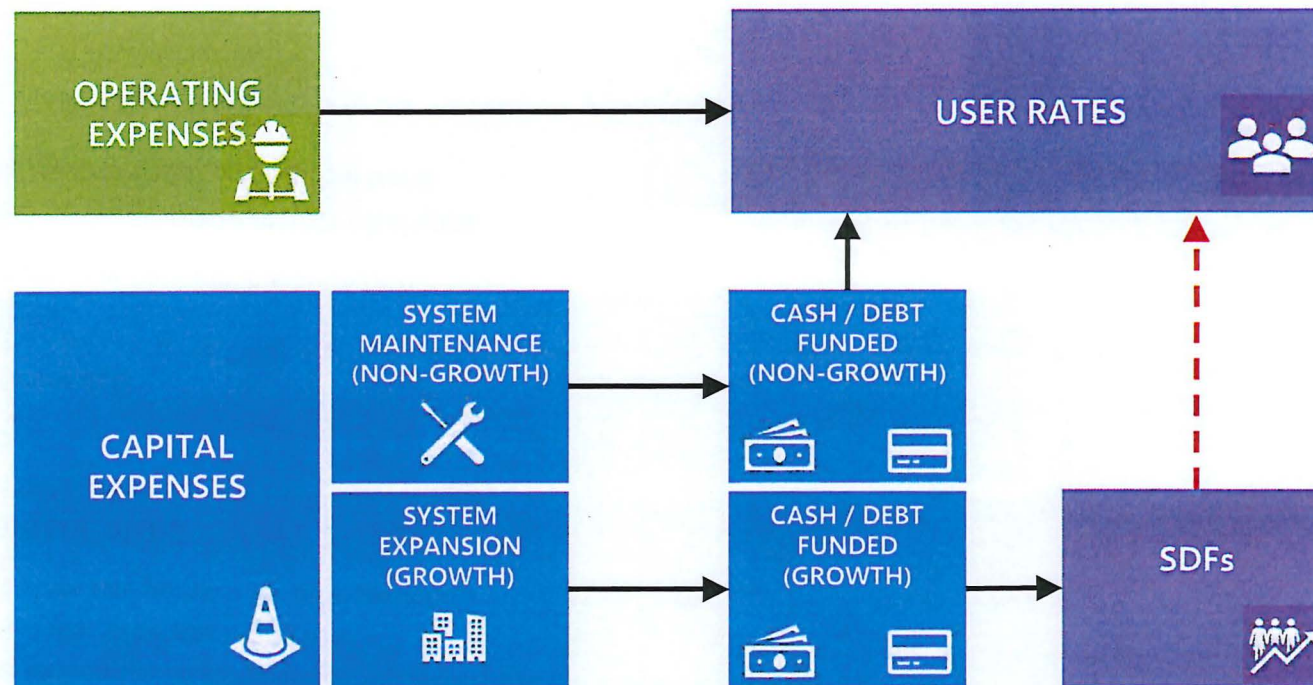 OPERATING
EXPENSES
USER RATES
CAPITAL
EXPENSES
SYSTEM
MAINTENANCE
(NON-GROWTH)
CASH / DEBT
FUNDED
(NON-GROWTH)
SYSTEM
EXPANSION
(GROWTH)
CASH / DEBT
FUNDED
(GROWTH)
SDFs